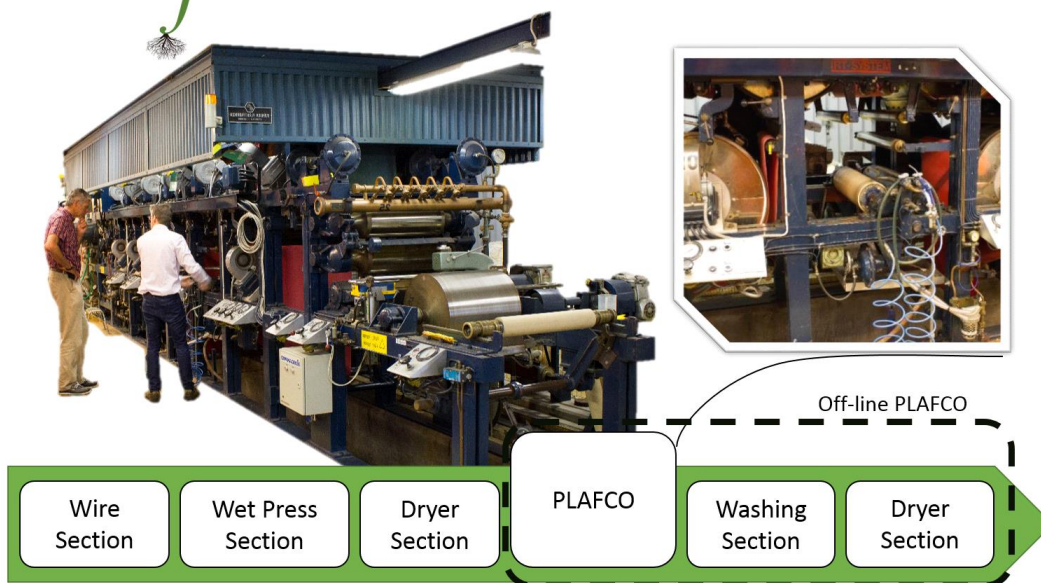 Off-line PLAFCO
Wire
Section
Wet Press
Section
Dryer
Section
PLAFCO
Washing
Section
Dryer
Section